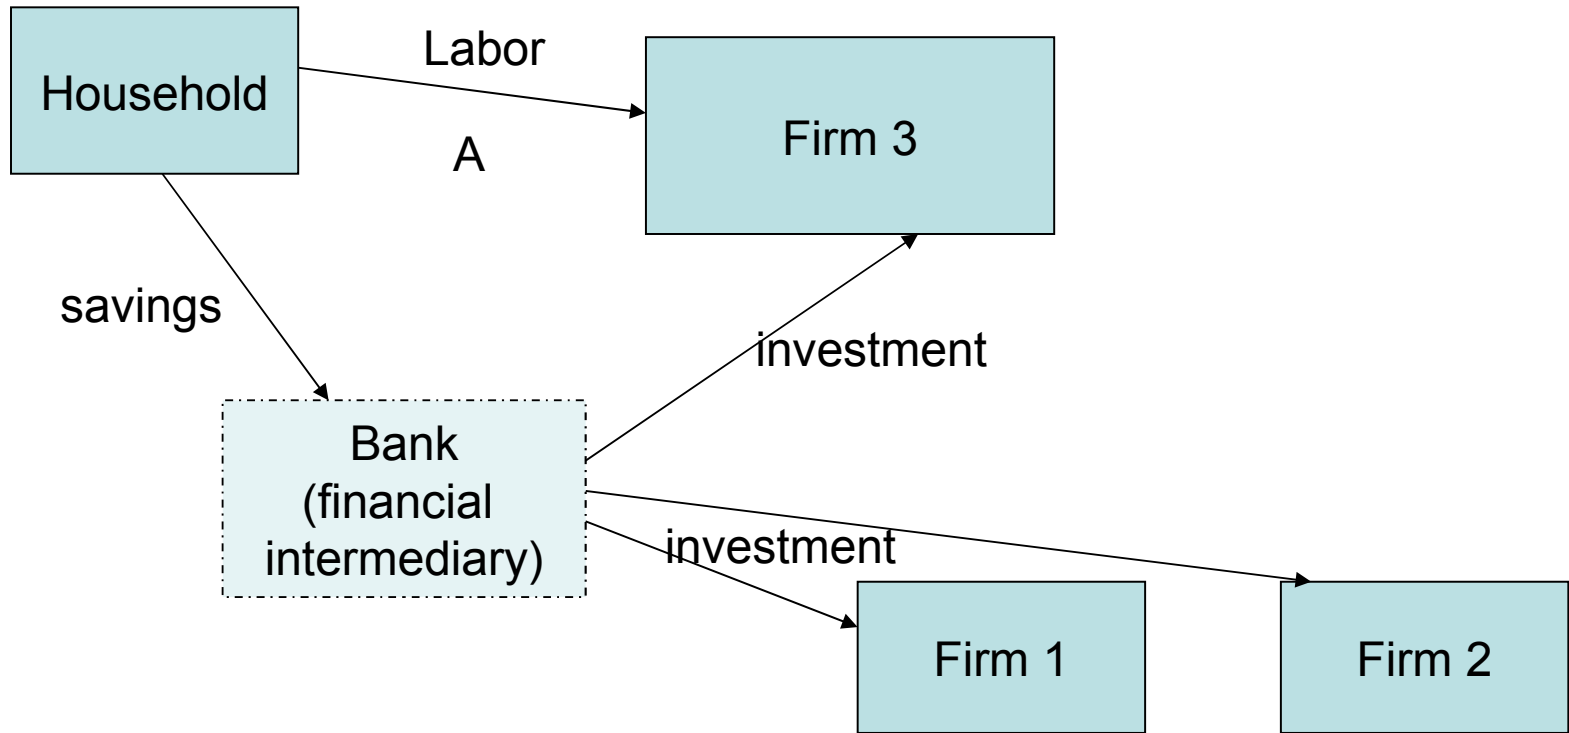 Household
Labor
A
Firm 3
savings
investment
Bank
(financial
intermediary)
investment
Firm 1
Firm 2